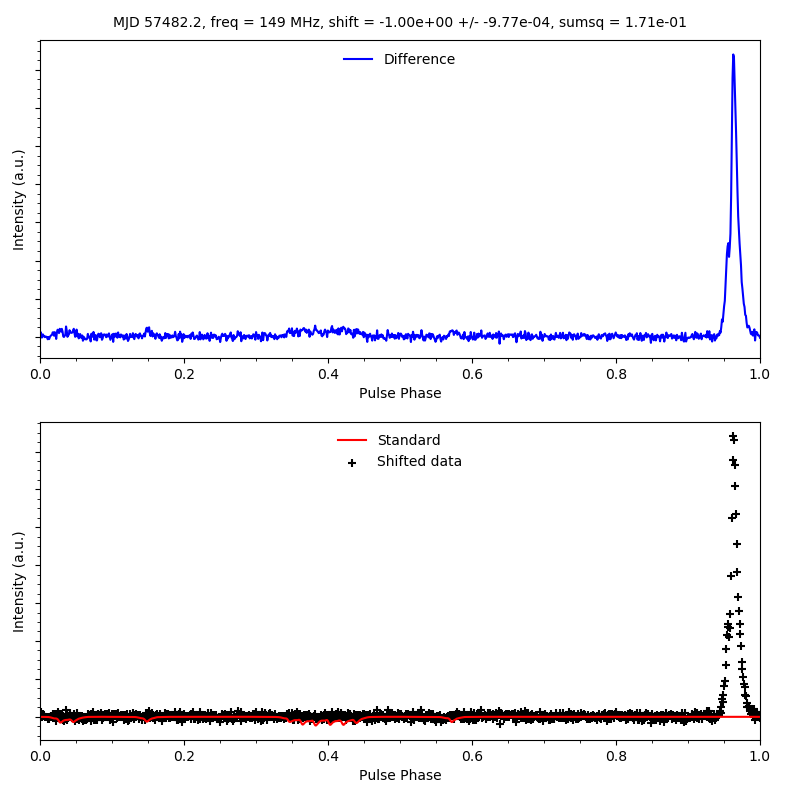 MJD 57482.2, freq = 149 MHz, shift = -1.00e+00 +/- -9.77e-04, sumsq = 1.71e-01
Difference
Intensity (a.u.)
0.0 0.2 0.4 0.6 0.8 1.0
Pulse Phase
Standard
Shifted data
Intensity (a.u.)
0.0 0.2 0.4 0.6 0.8 1.0
Pulse Phase